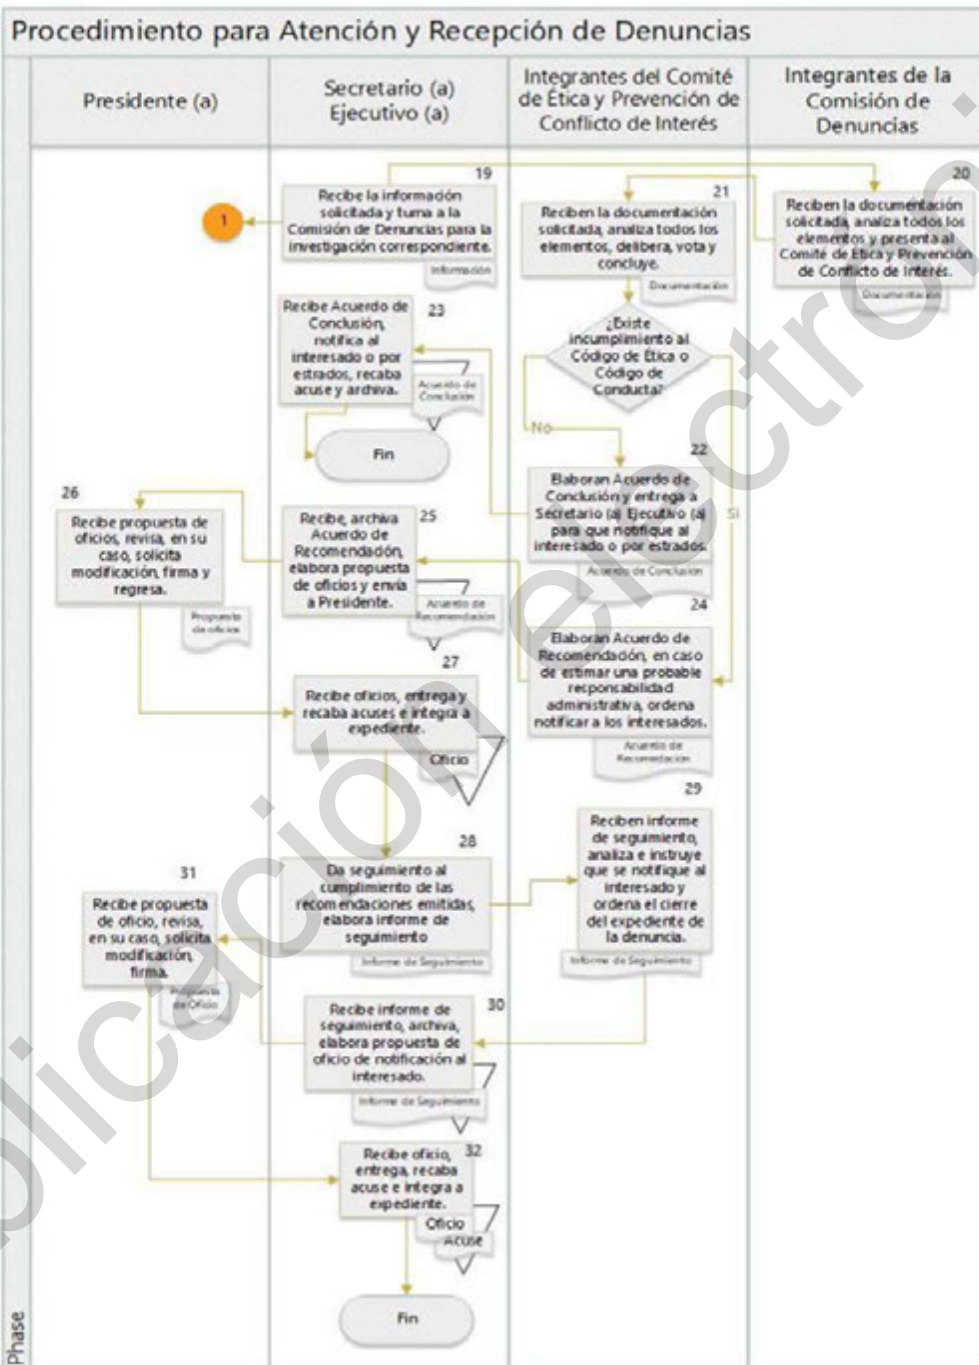 Procedimiento para Atención y Recepción de Denuncias
Presidente (a)
Secretario (a)
Ejecutivo (a)
Integrantes del Comité
de Ética y Prevención de
Conflicto de Interés
Integrantes de la
Comisión de
Denuncias
19
Recibe la información
solicitada y turna a la
Comisión de Denuncias para la
investigación correspondiente.
Información
1
20
Reciben la documentación
solicitada, analiza todos los
elementos y presenta al
Comité de Ética y Prevención
de Conflicto de Interés.
Documentación
21
Reciben la documentación
solicitada, analiza todos los
elementos, delibera, vota y
concluye.
Documentación
¿Existe
incumplimiento al
Código de Ética o
Código de
Conducta?
No
Si
22
Elaboran Acuerdo de
Conclusión y entrega a
Secretario (a) Ejecutivo (a)
para que notifique al
interesado o por estrados.
Acuerdo de Conclusión
23
Recibe Acuerdo de
Conclusión,
notifica al
interesado o por
estrados, recaba
acuse y archiva.
Acuerdo de
Conclusión
Fin
24
Elaboran Acuerdo de
Recomendación, en caso
de estimar una probable
responsabilidad
administrativa, ordena
notificar a los interesados.
Acuerdo de
Recomedación
25
Recibe, archiva
Acuerdo de
Recomendación,
elabora propuesta
de oficios y envía
a Presidente.
Acuerdo de
Recomendación
26
Recibe propuesta de
oficios, revisa, en su
caso, solicita
modificación, firma y
regresa.
Propuesta
de oficios
27
Recibe oficios, entrega y
recaba acuses e integra a
expediente.
Oficio
28
Da seguimiento al
cumplimiento de las
recomendaciones emitidas,
elabora informe de
seguimiento
Informe de Seguimiento
29
Reciben informe
de seguimiento,
analiza e instruye
que se notifique al
interesado y
ordena el cierre
del expediente de
la denuncia.
Informe de Seguimiento
30
Recibe informe de
seguimiento, archiva,
elabora propuesta de
oficio de notificación al
interesado.
Informe de Seguimiento
31
Recibe propuesta
de oficio, revisa,
en su caso, solicita
modificación,
firma.
Propuesta
de Oficio
32
Recibe oficio,
entrega, recaba
acuse e integra a
expediente.
Oficio
Acuse
Fin
Phase